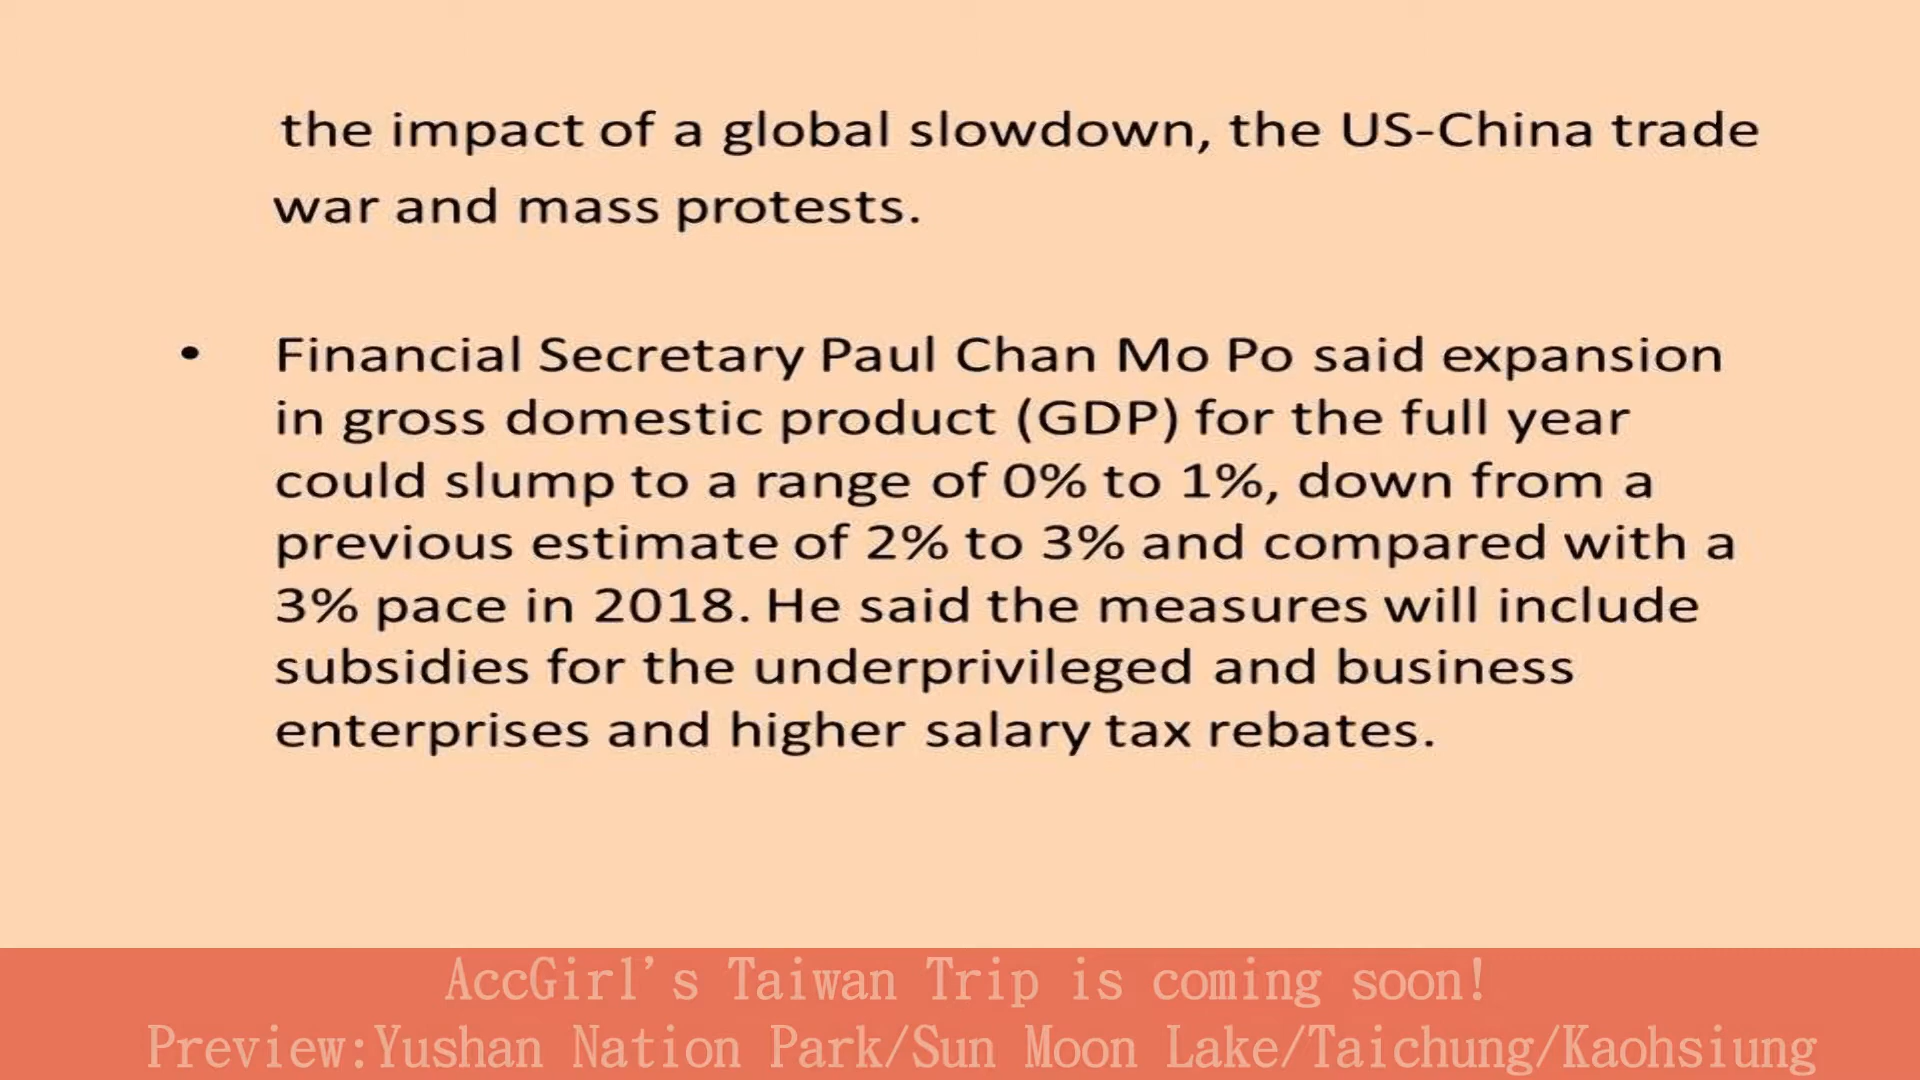 the impact of a global slowdown, the US-China trade
war and mass protests.
• Financial Secretary Paul Chan Mo Po said expansion
in gross domestic product (GDP) for the full year
could slump to a range of 0% to 1%, down from a
previous estimate of 2% to 3% and compared with a
3% pace in 2018. He said the measures will include
subsidies for the underprivileged and business
enterprises and higher salary tax rebates.
AccGirl's Taiwan Trip is coming soon!
Preview:Yushan Nation Park/Sun Moon Lake/Taichung/Kaohsiung